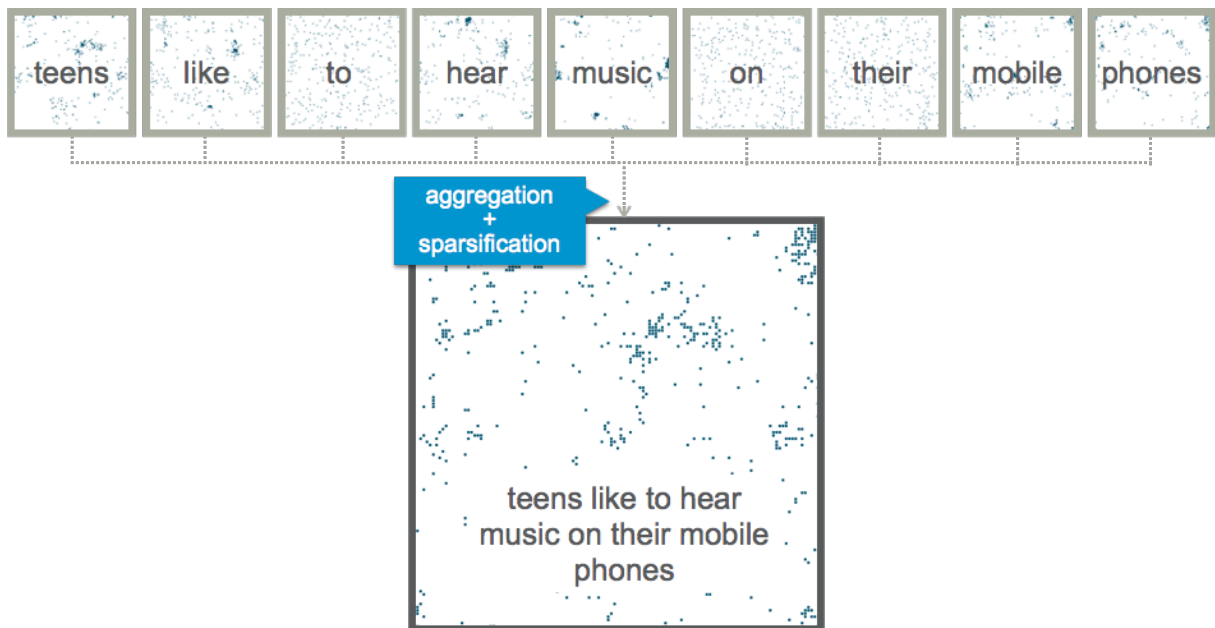 teens like to hear music on their mobile phones
aggregation
+
sparsification
teens like to hear
music on their mobile
phones